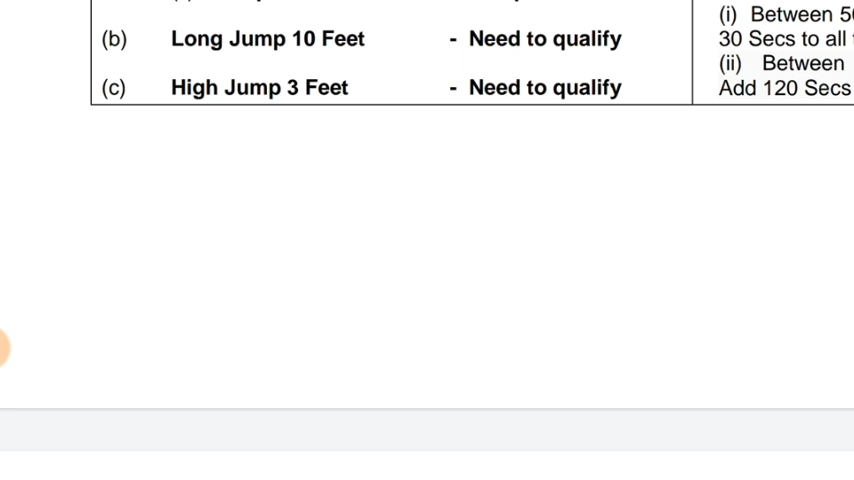 (b) Long Jump 10 Feet - Need to qualify
(c) High Jump 3 Feet - Need to qualify
(i) Between
30 Secs to all
(ii) Between
Add 120 Secs